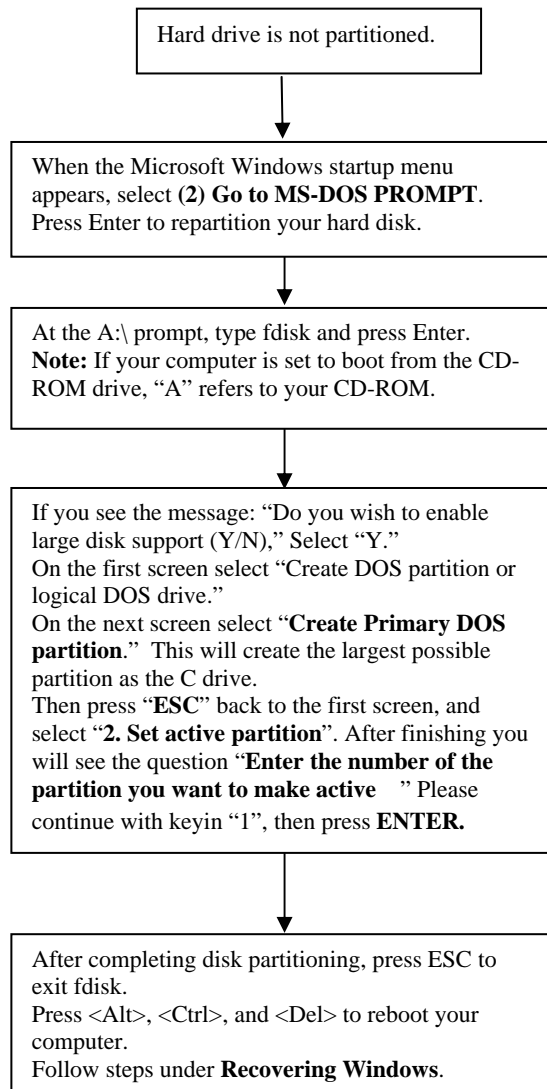 Hard drive is not partitioned.
When the Microsoft Windows startup menu
appears, select (2) Go to MS-DOS PROMPT.
Press Enter to repartition your hard disk.
At the A:\ prompt, type fdisk and press Enter.
Note: If your computer is set to boot from the CD-
ROM drive, “A” refers to your CD-ROM.
If you see the message: “Do you wish to enable
large disk support (Y/N),” Select “Y.”
On the first screen select “Create DOS partition or
logical DOS drive.”
On the next screen select “Create Primary DOS
partition.” This will create the largest possible
partition as the C drive.
Then press “ESC” back to the first screen, and
select “2. Set active partition”. After finishing you
will see the question “Enter the number of the
partition you want to make active ” Please
continue with keyin “1”, then press ENTER.
After completing disk partitioning, press ESC to
exit fdisk.
Press <Alt>, <Ctrl>, and <Del> to reboot your
computer.
Follow steps under Recovering Windows.